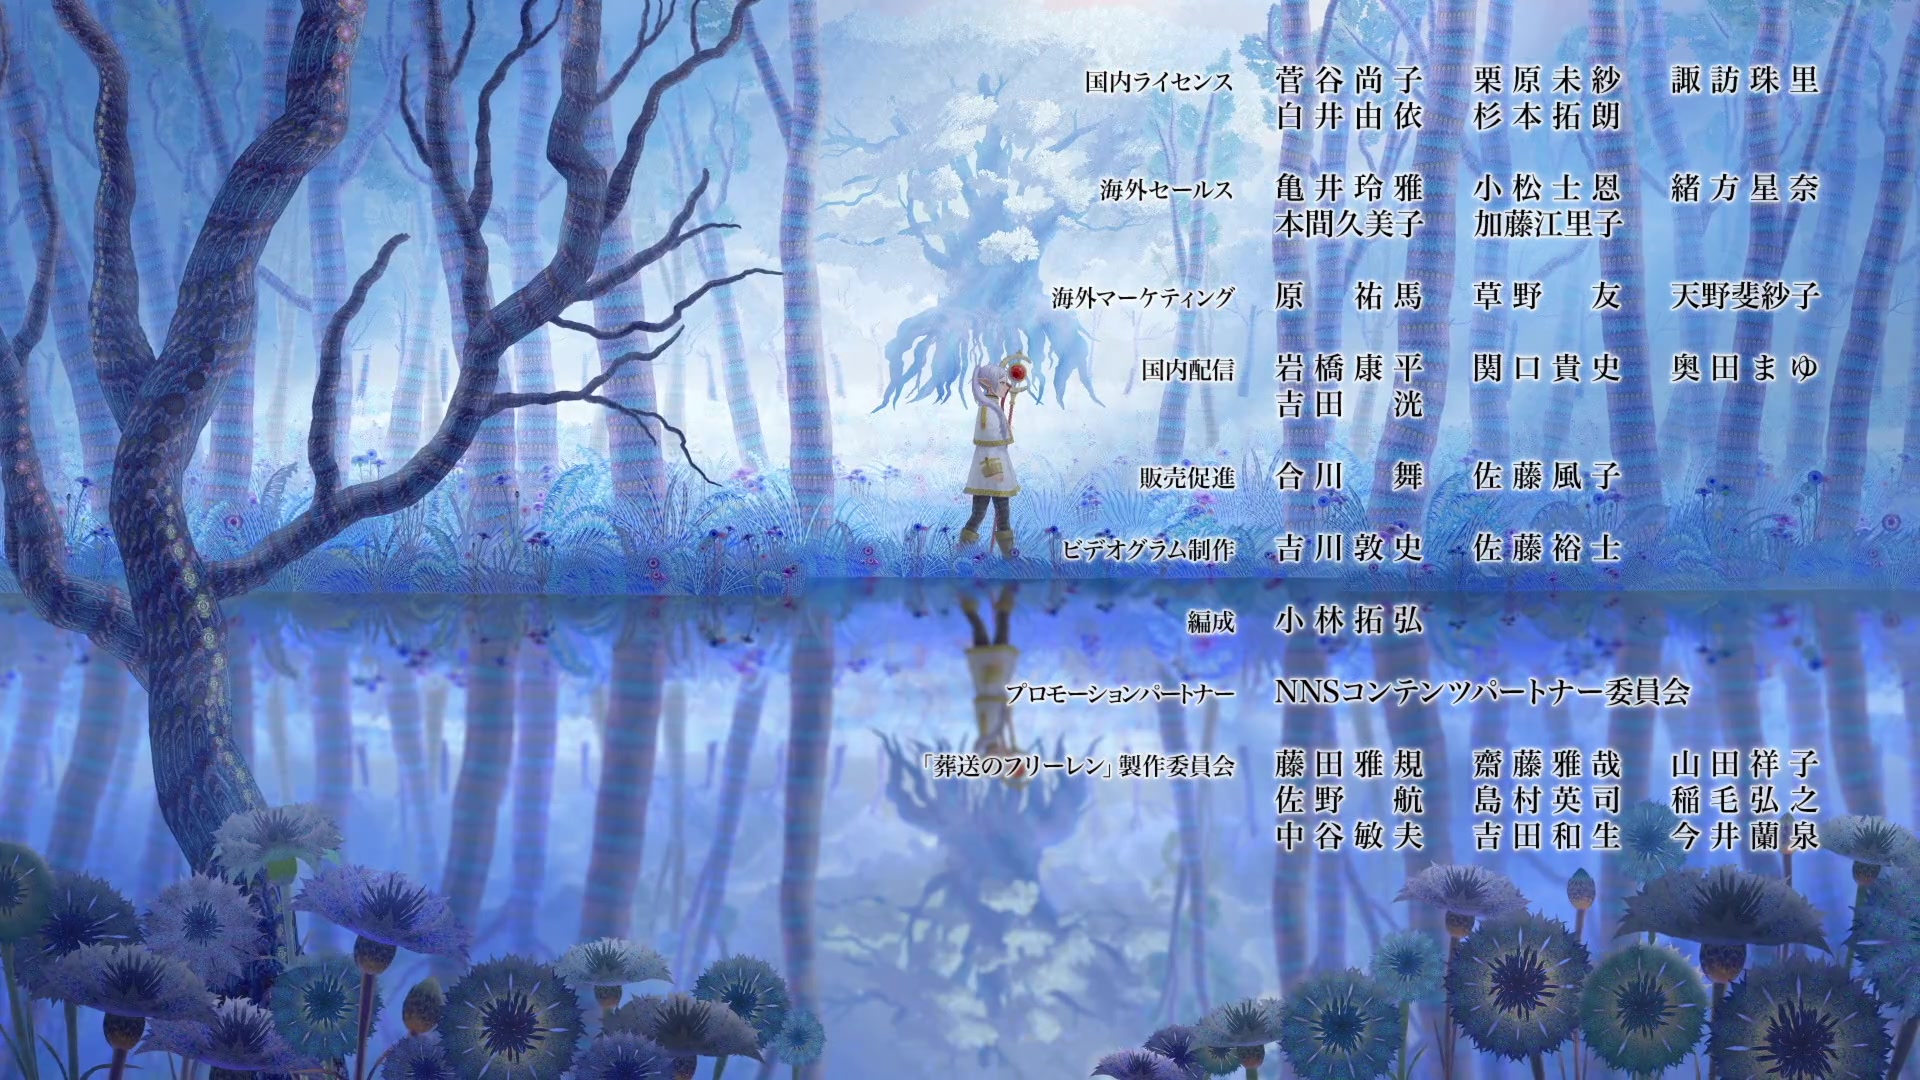 国内ライセンス 菅谷尚子 栗原未紗 諏訪珠里
白井由依 杉本拓朗
海外セールス 亀井玲雅 小松士恩 緒方星奈
本間久美子 加藤江里子
海外マーケティング 原祐馬 草野友 天野斐紗子
国内配信 岩橋康平 関口貴史 奥田まゆ
吉田洸
販売促進 合川舞 佐藤風子
ビデオグラム制作 吉川敦史 佐藤裕士
編成 小林拓弘
プロモーションパートナー NNSコンテンツパートナー委員会
「葬送のフリーレン」製作委員会 藤田雅規 齋藤雅哉 山田祥子
佐野航 島村英司 稲毛弘之
中谷敏夫 吉田和生 今井蘭泉